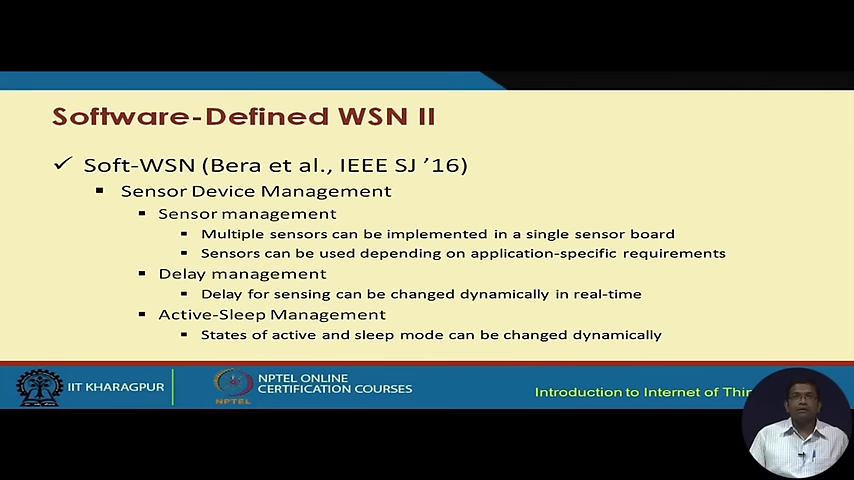 Software-Defined WSN II
✓ Soft-WSN (Bera et al., IEEE SJ ’16)
▪ Sensor Device Management
▪ Sensor management
▪ Multiple sensors can be implemented in a single sensor board
▪ Sensors can be used depending on application-specific requirements
▪ Delay management
▪ Delay for sensing can be changed dynamically in real-time
▪ Active-Sleep Management
▪ States of active and sleep mode can be changed dynamically
IIT KHARAGPUR
NPTEL
NPTEL ONLINE
CERTIFICATION COURSES
Introduction to Internet of